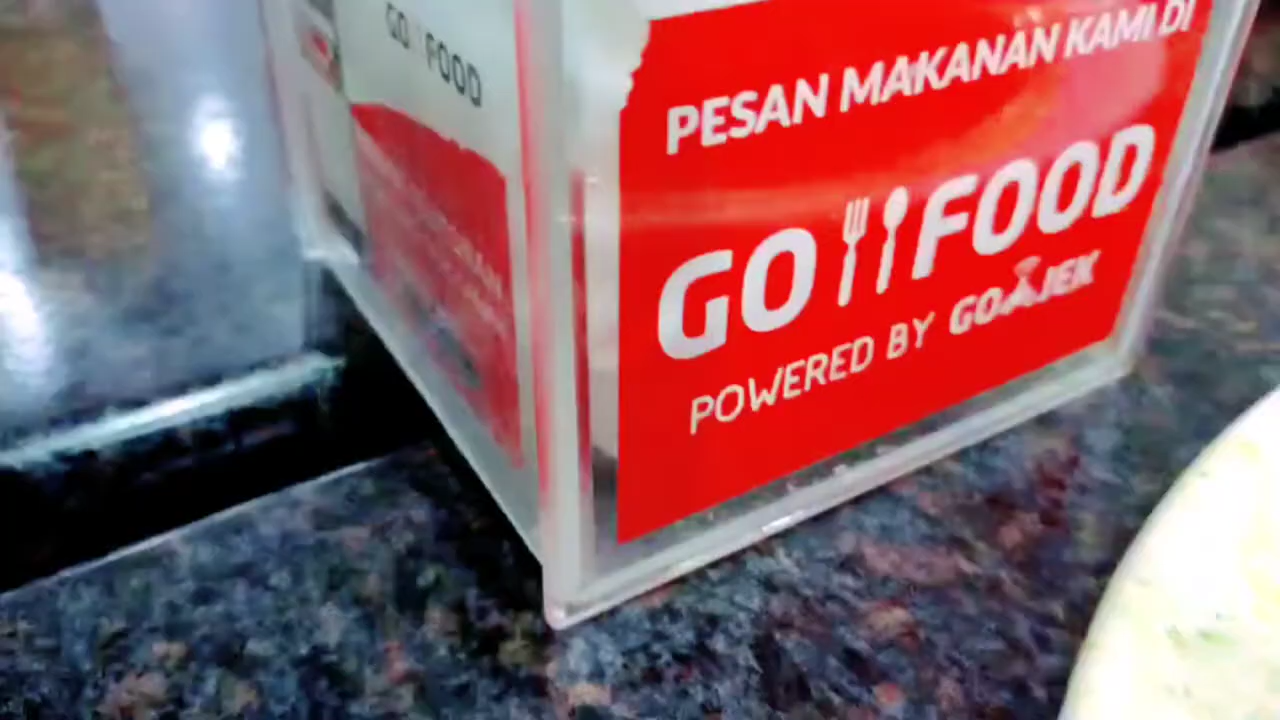 GO FOOD
PESAN MAKANAN KAMI DI
GO FOOD
POWERED BY GOJEK